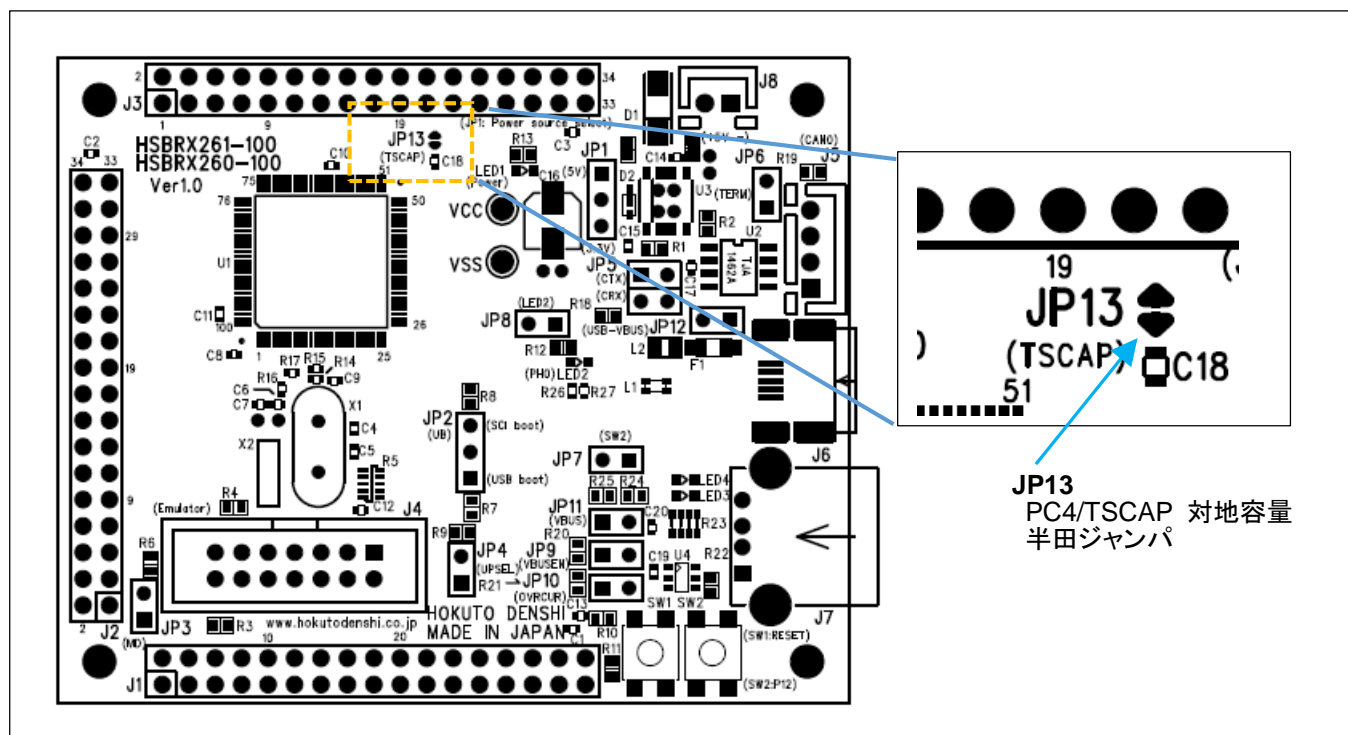 2
34
J3
1
9
19
33
(JP1: Power source select)
HSBRX261-100
HSBRX260-100
Ver1.0
C2
34
33
JP13
(TSCAP)
C18
C10
51
75
76
50
U1
100
26
1
25
C11
C8
LED1
(Power)
R13
C3
C16
VCC
VSS
JP1
(5V)
(3.3V)
D1
D2
C14
C15
J8
(CAN0)
JP6
R19
J5
(TERM)
U3
R2
R1
U2
TJA
1462A
C17
JP5
(CTX)
(CRX)
(LED2)
JP8
R18
(USB-VBUS)
JP12
R12
(PH0)
LED2
R26
R27
L2
F1
L1
29
19
9
R17
R15
R14
R16
C9
C6
C7
X1
C4
X2
C5
R5
C12
R4
(Emulator)
J4
R6
R8
JP2
(UB)
(SCI boot)
(USB boot)
R7
R9
JP4
(UPSEL)
R21
(SW2)
JP7
R25
R24
LED4
LED3
JP11
(VBUS)
C20
R23
R20
JP9
(VBUSEN)
C19
U4
R22
JP10
(OVRCUR)
C13
C1
R10
R11
SW1
SW2
(SW1:RESET)
(SW2:P12)
J6
J7
HOKUTO DENSHI
MADE IN JAPAN
www.hokutodenshi.co.jp
2
J2
JP3
(MD)
R3
10
20
J1
19
JP13
(TSCAP)
C18
51
JP13
PC4/TSCAP 対地容量
半田ジャンパ